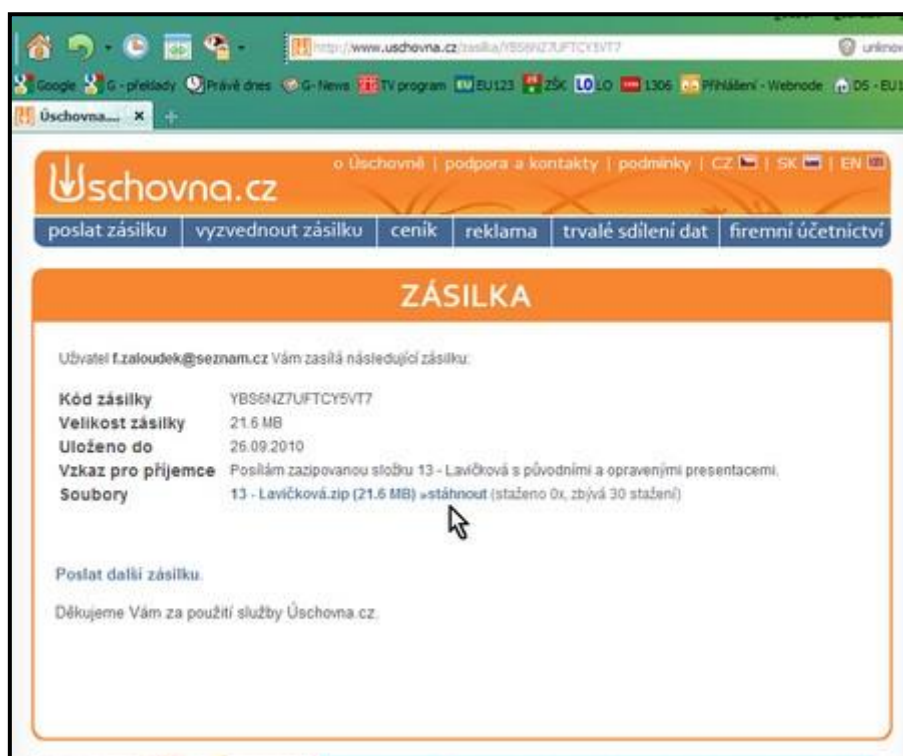 http://www.uschovna.cz/zasilka/YBS6NZ7UFTCY5VT7
Google G - překlady Právě dnes G- News TV program EU123 ZŠK LO 1306 Přihlášení - Webnode DS - EU1
Úschovna....
o Úschovně | podpora a kontakty | podmínky | CZ | SK | EN
Úschovna.cz
poslat zásilku vyzvednout zásilku ceník reklama trvalé sdílení dat firemní účetnictví
ZÁSILKA
Uživatel f.zaloudek@seznam.cz Vám zasílá následující zásilku:
Kód zásilky YBS6NZ7UFTCY5VT7
Velikost zásilky 21.6 MB
Uloženo do 26.09.2010
Vzkaz pro příjemce Posílám zazipovanou složku 13 - Lavičková s původními a opravenými presentacemi.
Soubory 13 - Lavičková.zip (21.6 MB) »stáhnout (staženo 0x, zbývá 30 stažení)
Poslat další zásilku.
Děkujeme Vám za použití služby Úschovna.cz.